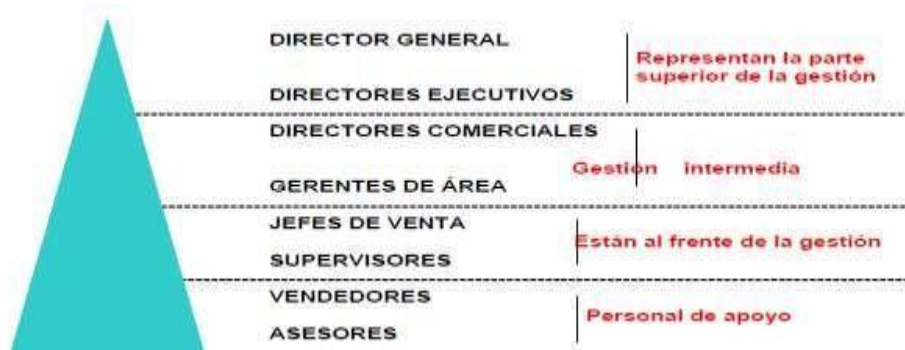 DIRECTOR GENERAL
Representan la parte
superior de la gestión
DIRECTORES EJECUTIVOS
DIRECTORES COMERCIALES
Gestión intermedia
GERENTES DE ÁREA
JEFES DE VENTA
Están al frente de la gestión
SUPERVISORES
VENDEDORES
Personal de apoyo
ASESORES